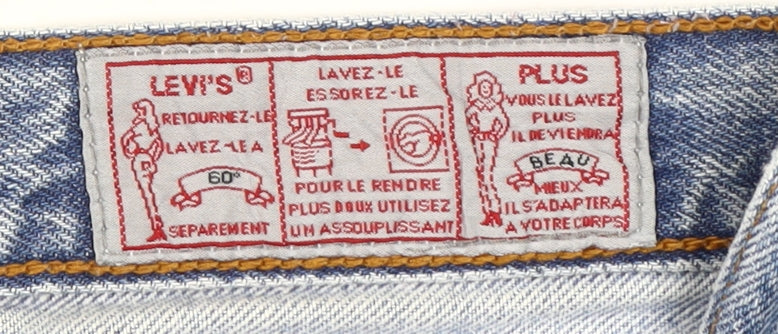 LEVI'S®
RETOURNEZ-LE
LAVEZ-LE A
60°
SEPAREMENT
LAVEZ-LE
ESSOREZ-LE
POUR LE RENDRE
PLUS DOUX UTILISEZ
UN ASSOUPLISSANT
PLUS
VOUS LE LAVEZ
PLUS
IL DEVIENDRA
BEAU
MIEUX
IL S'ADAPTERA
A VOTRE CORPS